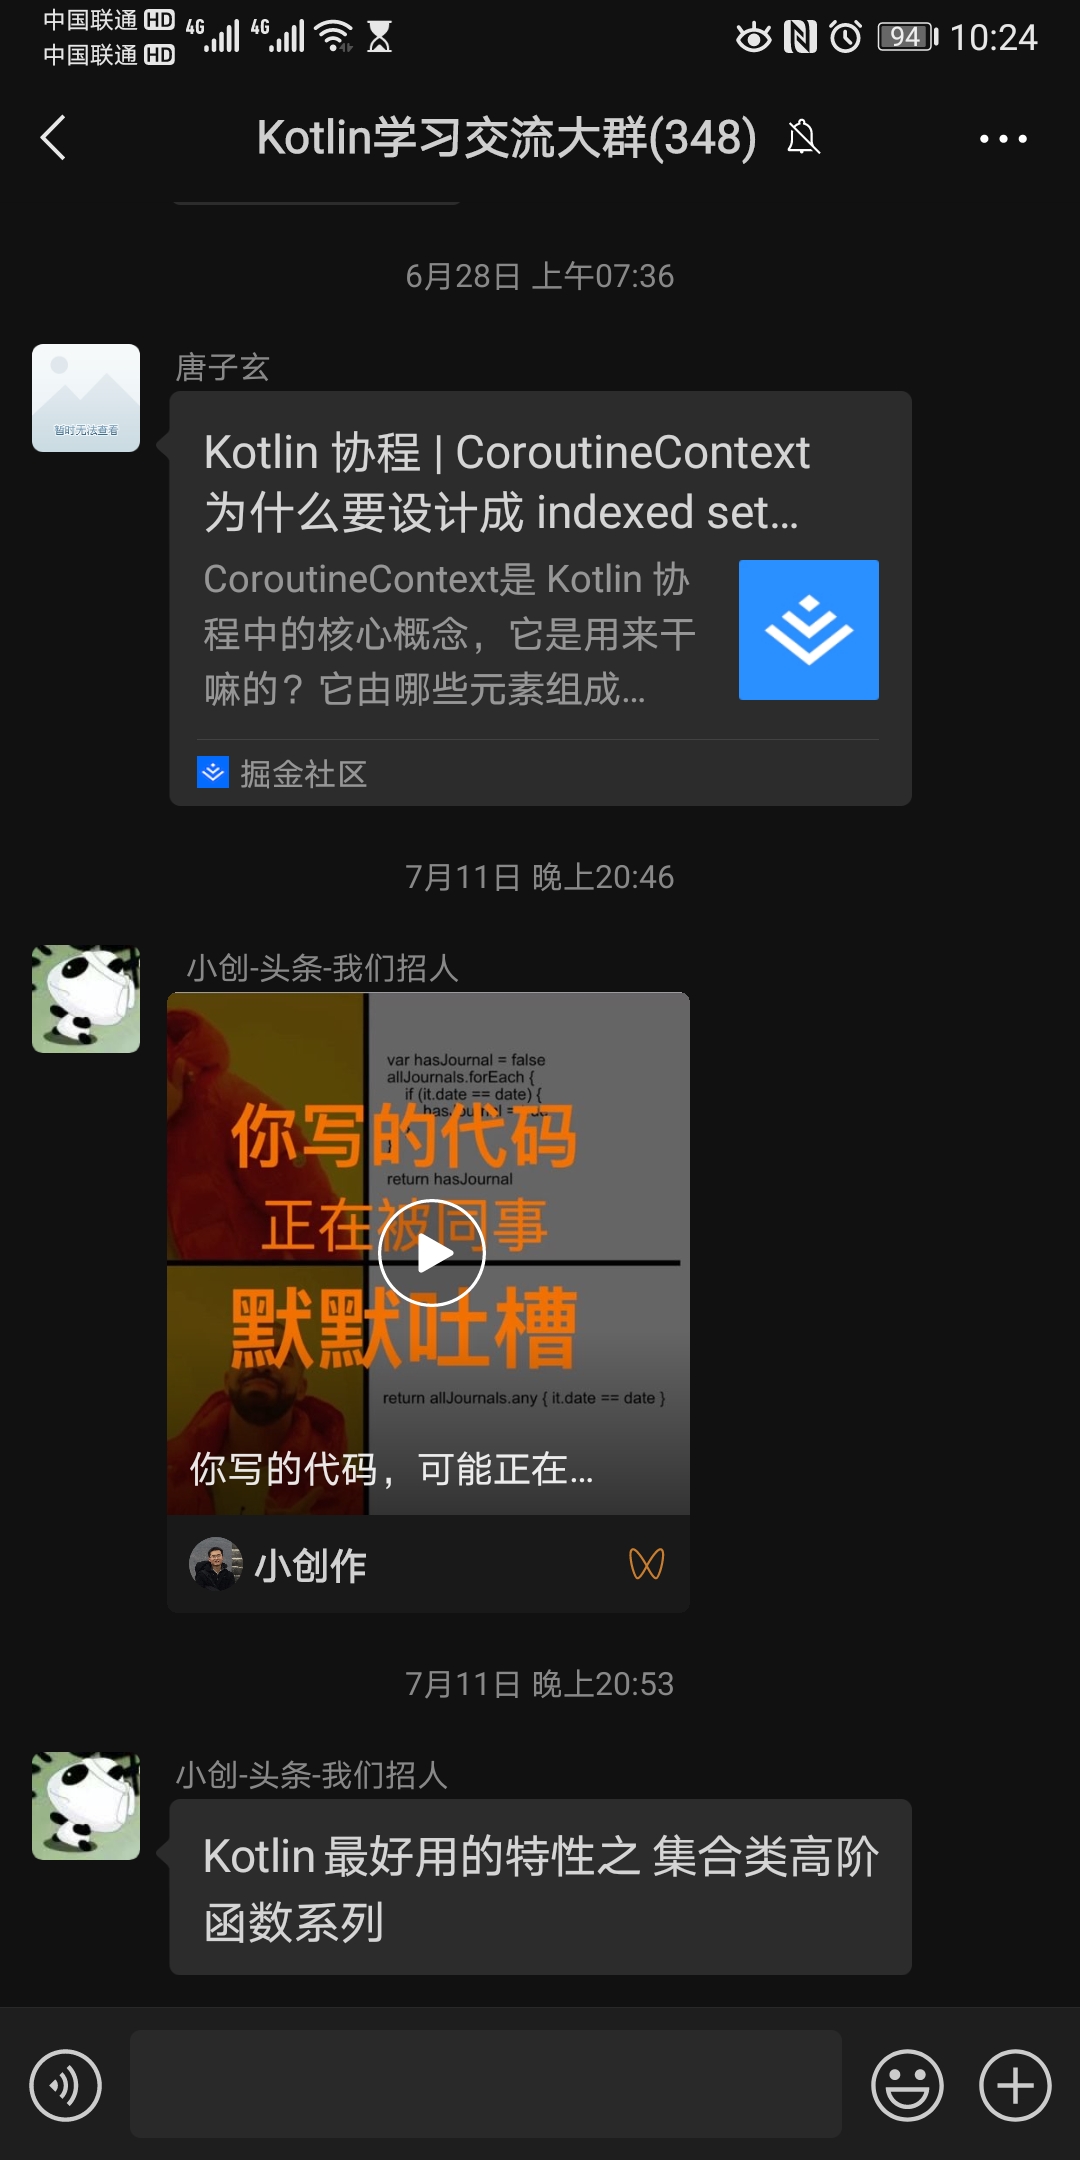 中国联通 HD 4G 4G 94 10:24
中国联通 HD
Kotlin学习交流大群(348)
6月28日 上午07:36
唐子玄
暂时无法查看
Kotlin 协程 | CoroutineContext
为什么要设计成 indexed set...
CoroutineContext是 Kotlin 协
程中的核心概念，它是用来干
嘛的？它由哪些元素组成...
掘金社区
7月11日 晚上20:46
小创-头条-我们招人
var hasJournal = false
allJournals.forEach {
if (it.date == date) {
你写的代码
return hasJournal
正在被同事
默默吐槽
return allJournals.any { it.date == date }
你写的代码，可能正在...
小创作
7月11日 晚上20:53
小创-头条-我们招人
Kotlin最好用的特性之 集合类高阶
函数系列